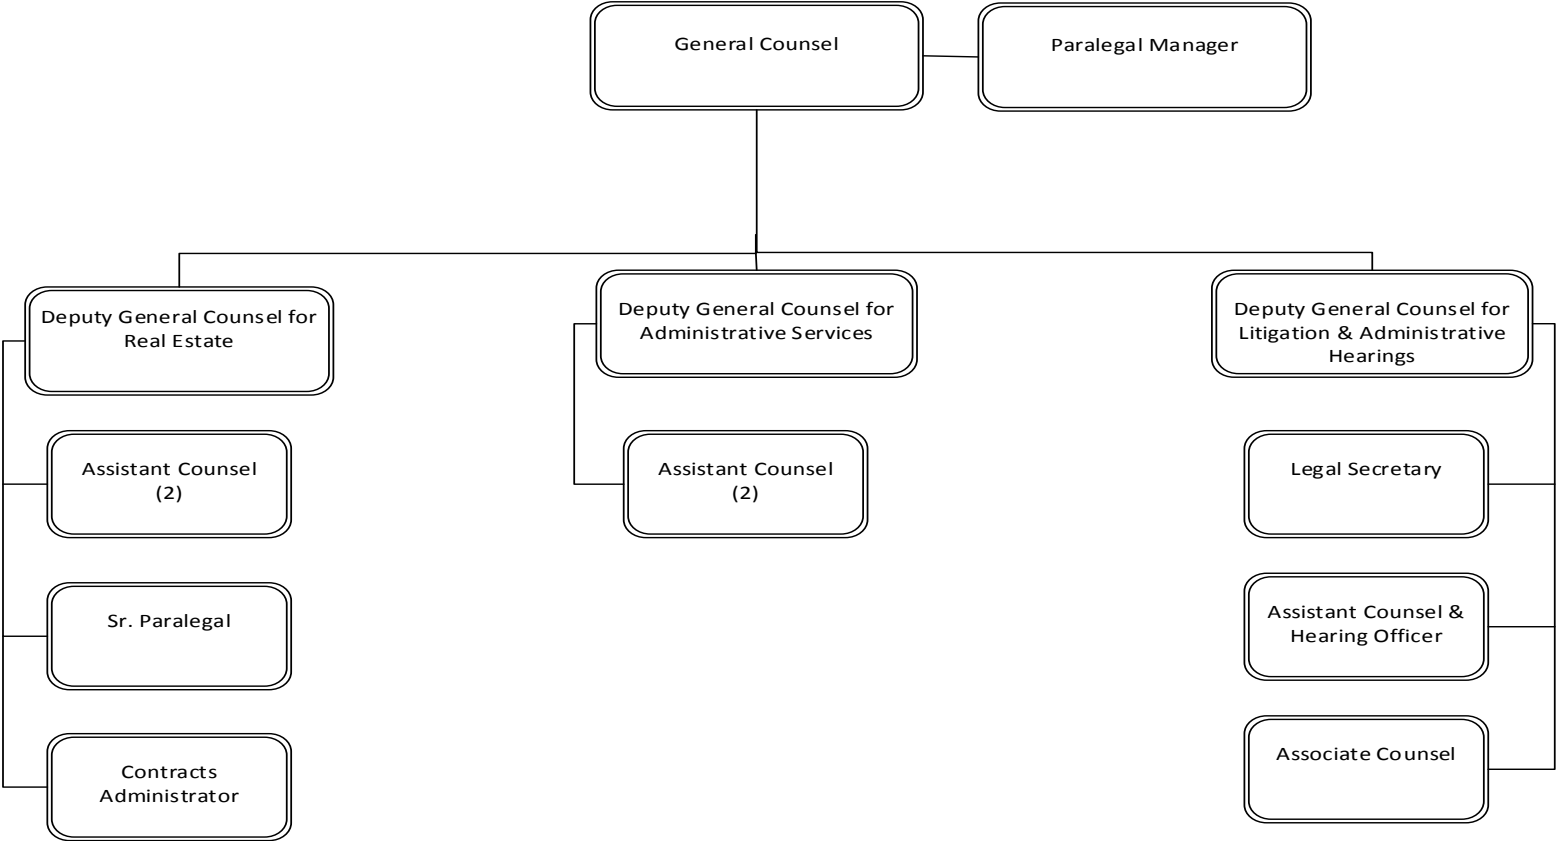 General Counsel
Paralegal Manager
Deputy General Counsel for
Real Estate
Deputy General Counsel for
Administrative Services
Deputy General Counsel for
Litigation & Administrative
Hearings
Assistant Counsel
(2)
Assistant Counsel
(2)
Legal Secretary
Sr. Paralegal
Assistant Counsel &
Hearing Officer
Contracts
Administrator
Associate Counsel